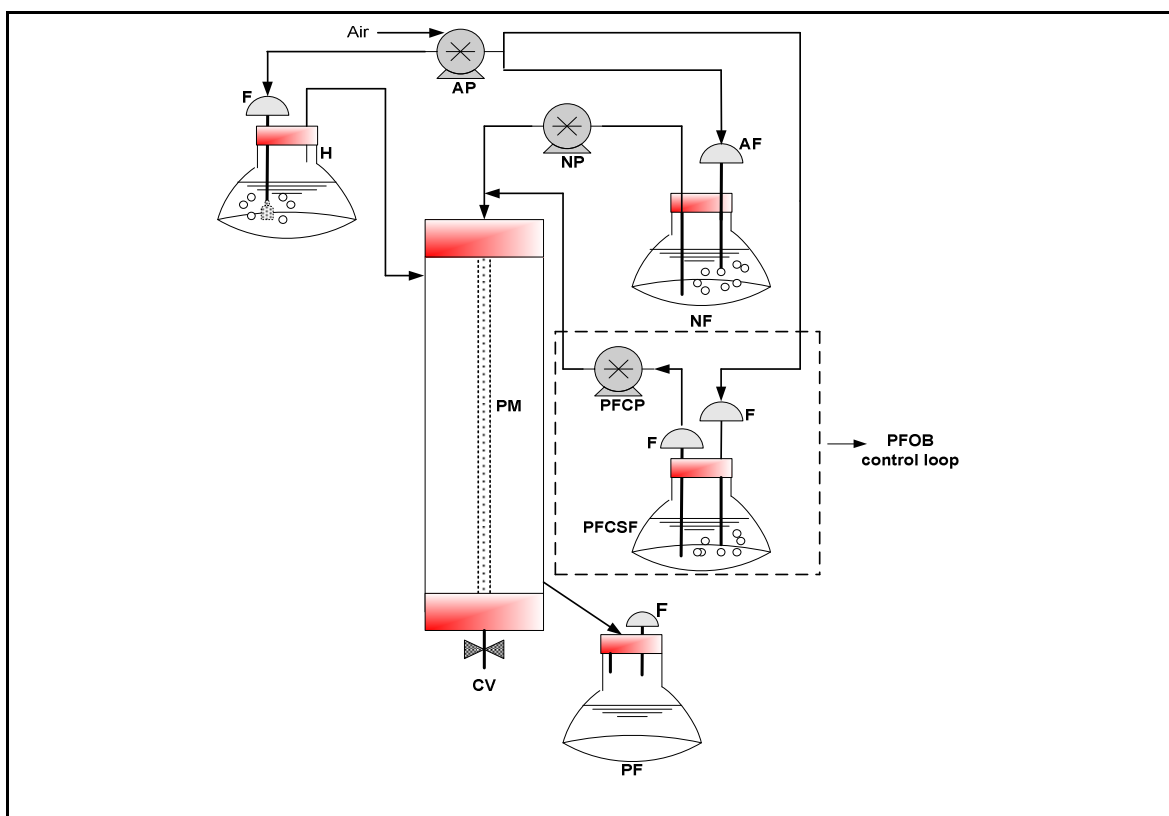 Air
AP
F
H
NP
AF
NF
PM
PFCP
F
F
PFCSF
PFOB
control loop
F
CV
PF